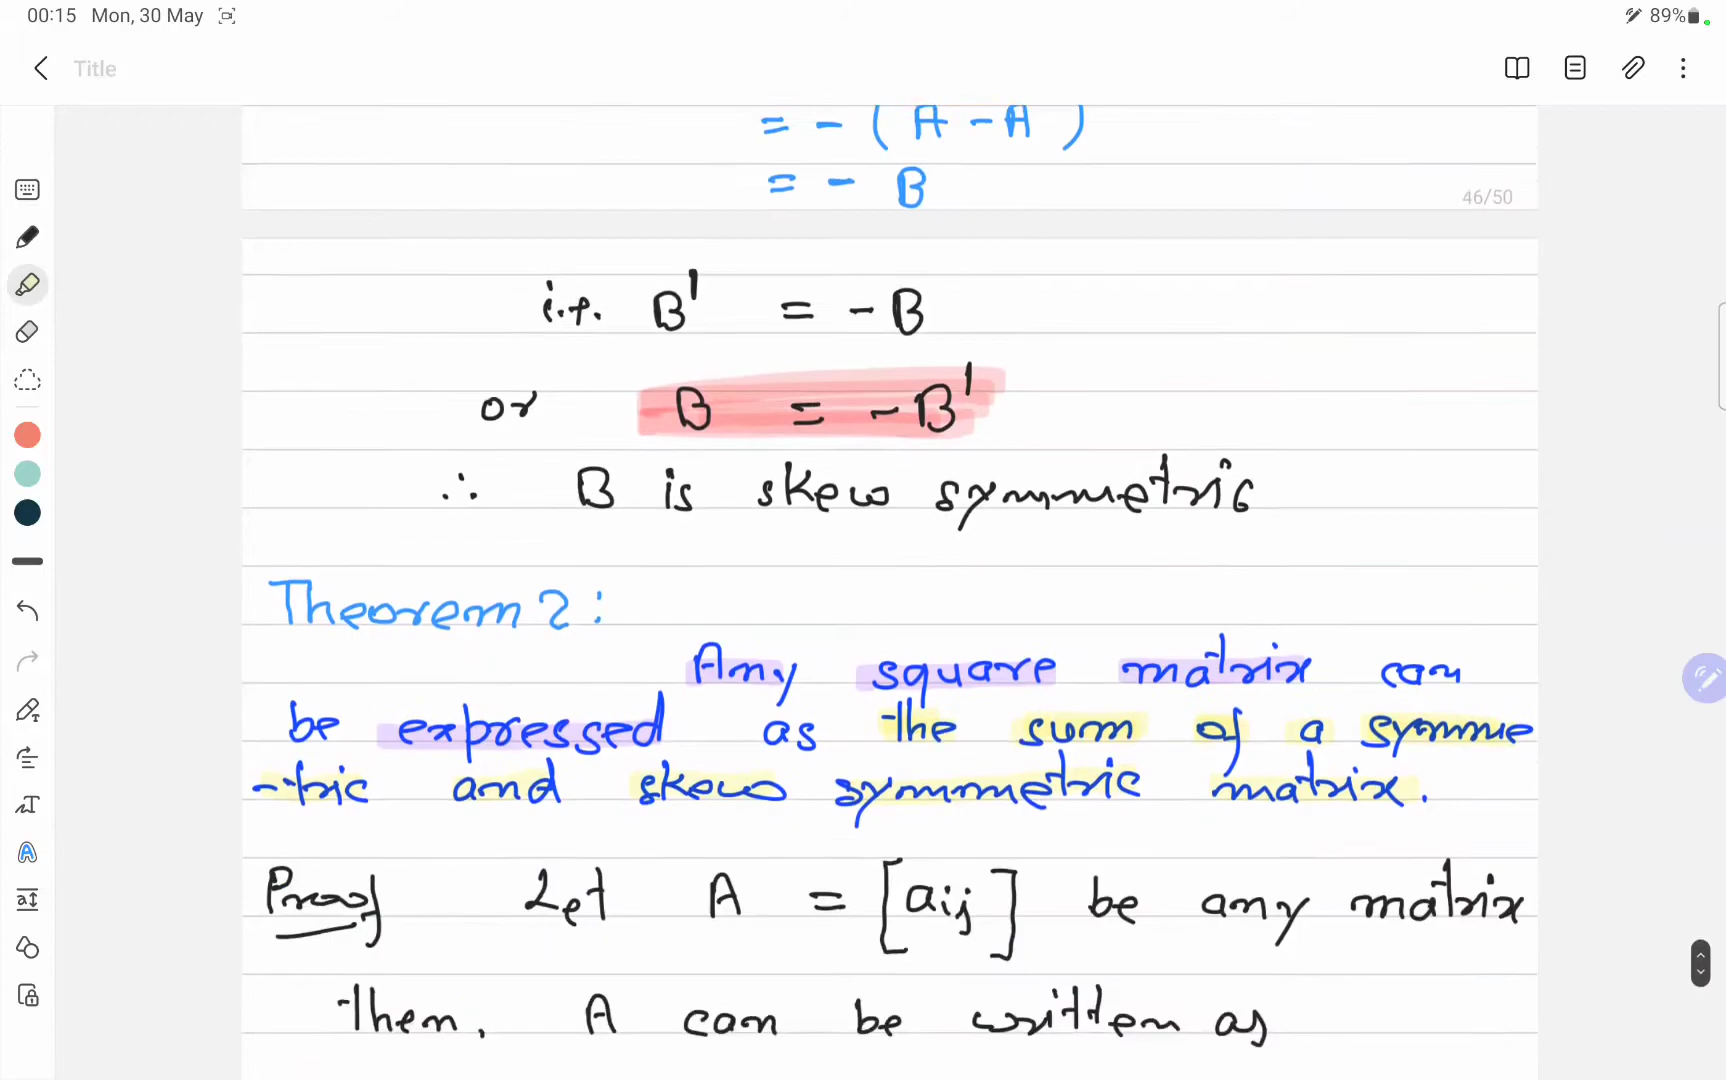 00:15 Mon, 30 May 89%
Title
= - ( A - A )
= - B
46/50
i.e. B' = - B
or B = - B'
∴ B is skew symmetric
Theorem 2:
Any square matrix can
be expressed as the sum of a symme
-tric and skew symmetric matrix.
Proof Let A = [aij] be any matrix
Then, A can be written as